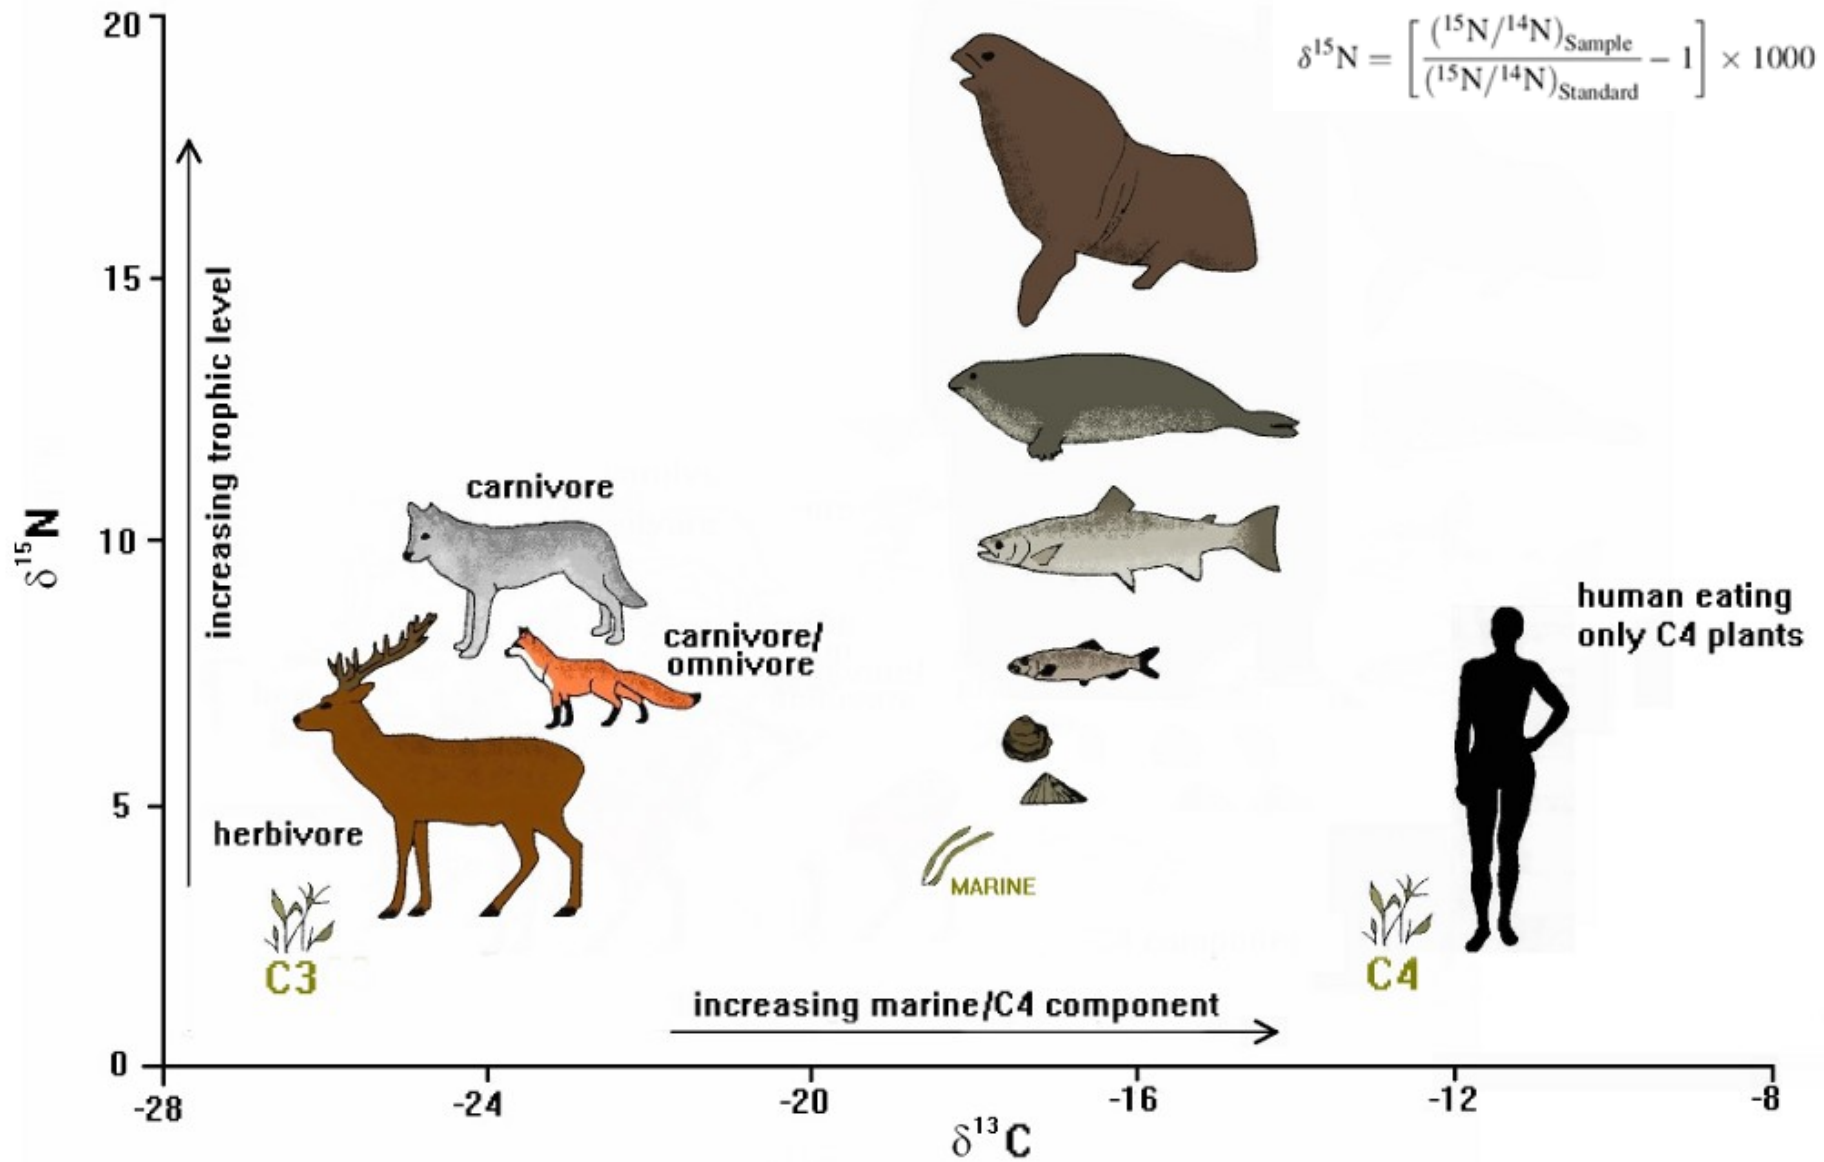 20
δ¹⁵N = [ (¹⁵N/¹⁴N)Sample / (¹⁵N/¹⁴N)Standard − 1 ] × 1000
15
increasing trophic level
carnivore
10
δ¹⁵N
human eating
only C4 plants
carnivore/
omnivore
5
herbivore
MARINE
C3
C4
increasing marine/C4 component
0
-28
-24
-20
-16
-12
-8
δ¹³C